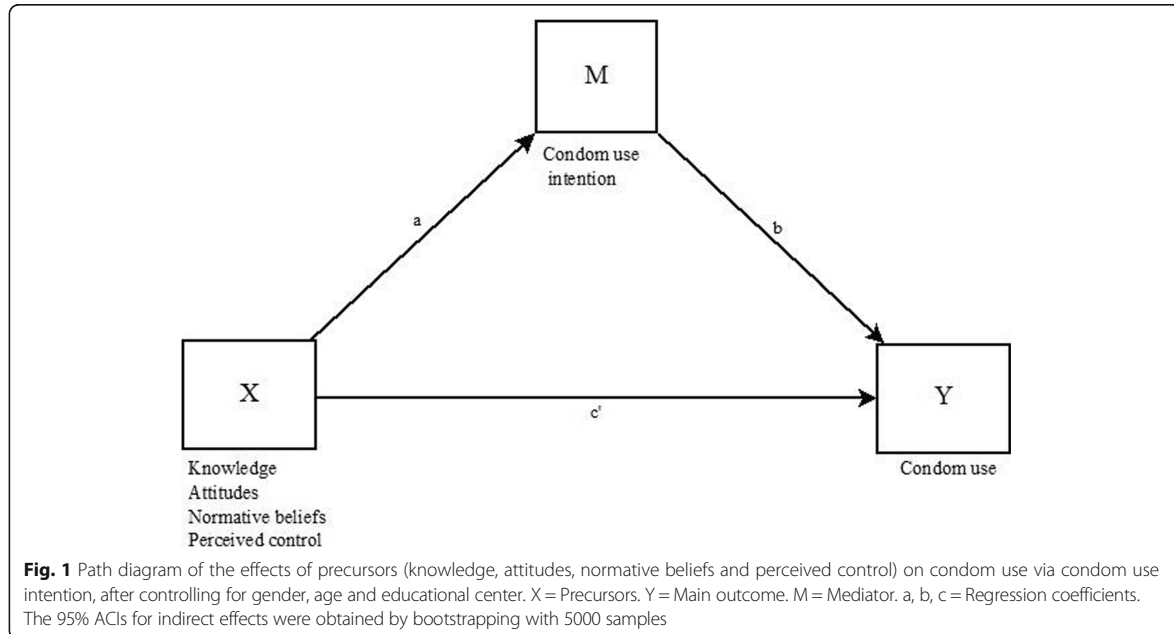 M
Condom use
intention
a
b
X
c'
Y
Knowledge
Attitudes
Normative beliefs
Perceived control
Condom use
Fig. 1 Path diagram of the effects of precursors (knowledge, attitudes, normative beliefs and perceived control) on condom use via condom use
intention, after controlling for gender, age and educational center. X = Precursors. Y = Main outcome. M = Mediator. a, b, c = Regression coefficients.
The 95% ACIs for indirect effects were obtained by bootstrapping with 5000 samples